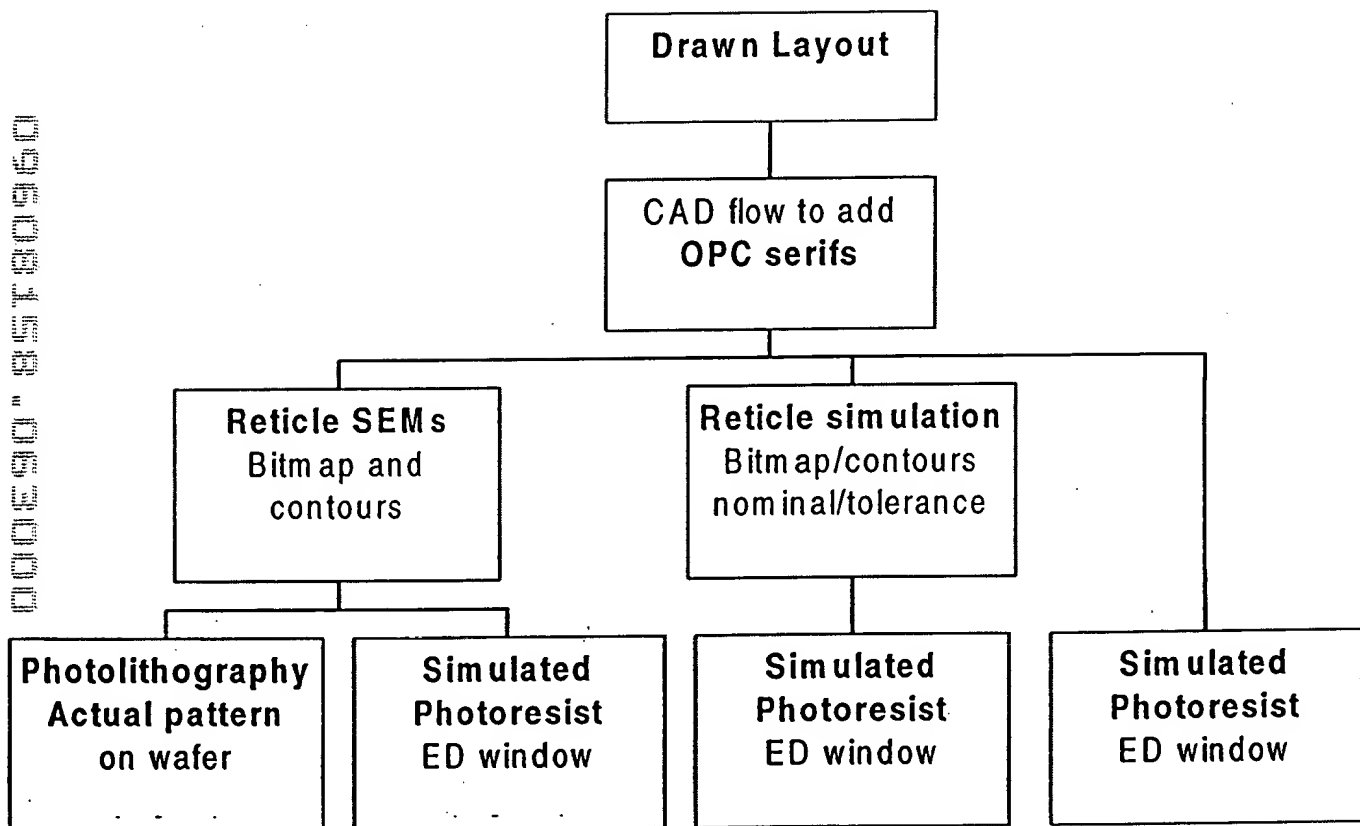 Drawn Layout
CAD flow to add
OPC serifs
Reticle SEMs
Bitmap and
contours
Reticle simulation
Bitmap/contours
nominal/tolerance
Photolithography
Actual pattern
on wafer
Simulated
Photoresist
ED window
Simulated
Photoresist
ED window
Simulated
Photoresist
ED window